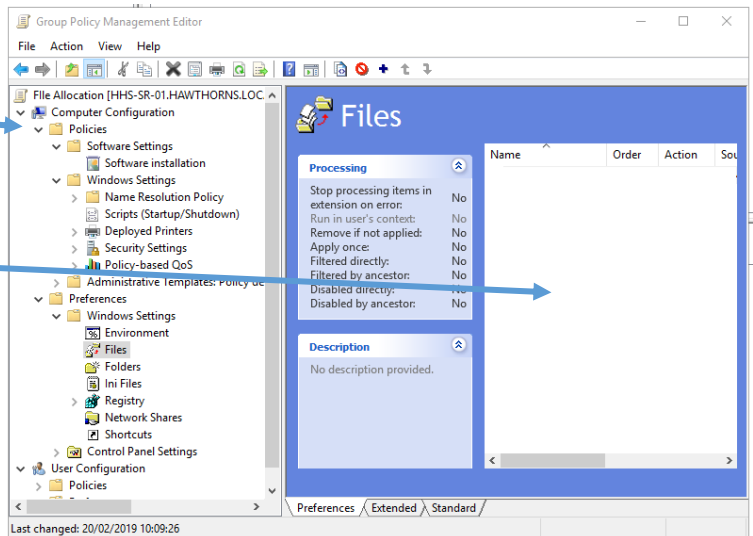 Group Policy Management Editor
File Action View Help
File Allocation [HHS-SR-01.HAWTHORNS.LOC.
Computer Configuration
Policies
Software Settings
Software installation
Windows Settings
Name Resolution Policy
Scripts (Startup/Shutdown)
Deployed Printers
Security Settings
Policy-based QoS
Administrative Templates: Policy de
Preferences
Windows Settings
Environment
Files
Folders
Ini Files
Registry
Network Shares
Shortcuts
Control Panel Settings
User Configuration
Policies
Files
Processing
Stop processing items in extension on error: No
Run in user's context: No
Remove if not applied: No
Apply once: No
Filtered directly: No
Filtered by ancestor: No
Disabled directly: No
Disabled by ancestor: No
Description
No description provided.
Name Order Action Sou
Preferences Extended Standard
Last changed: 20/02/2019 10:09:26